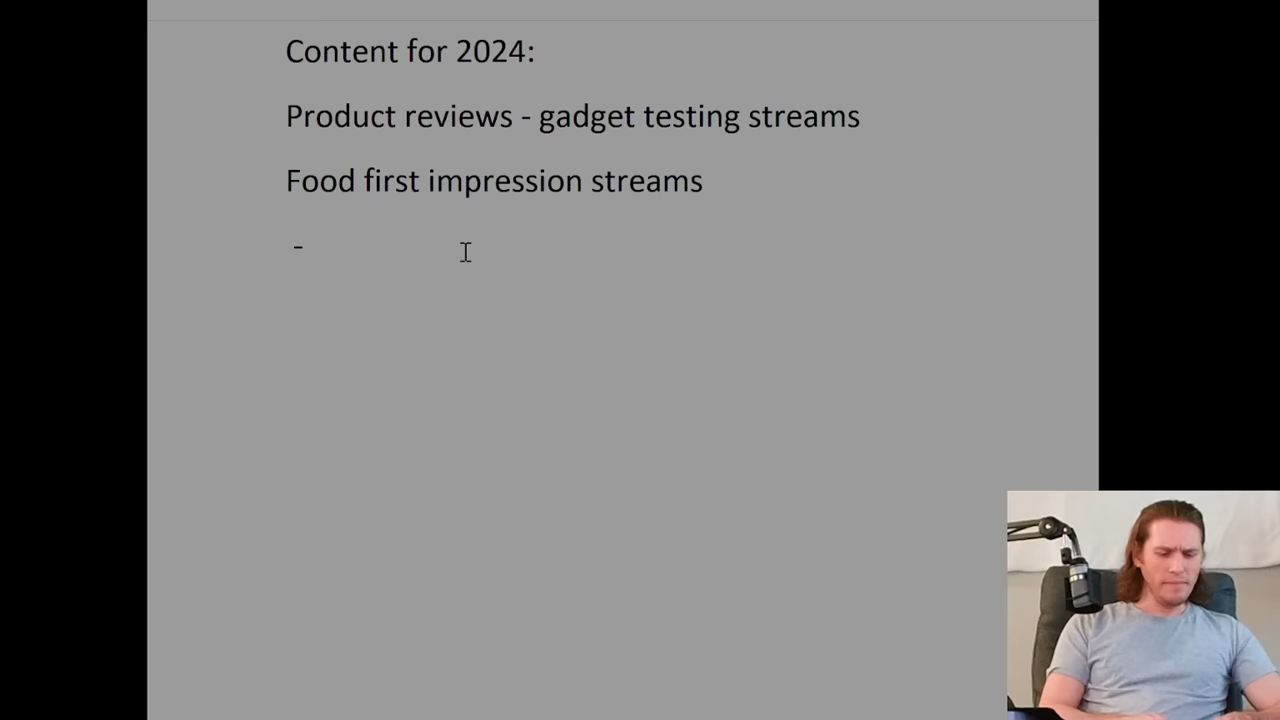 Content for 2024:
Product reviews - gadget testing streams
Food first impression streams
-